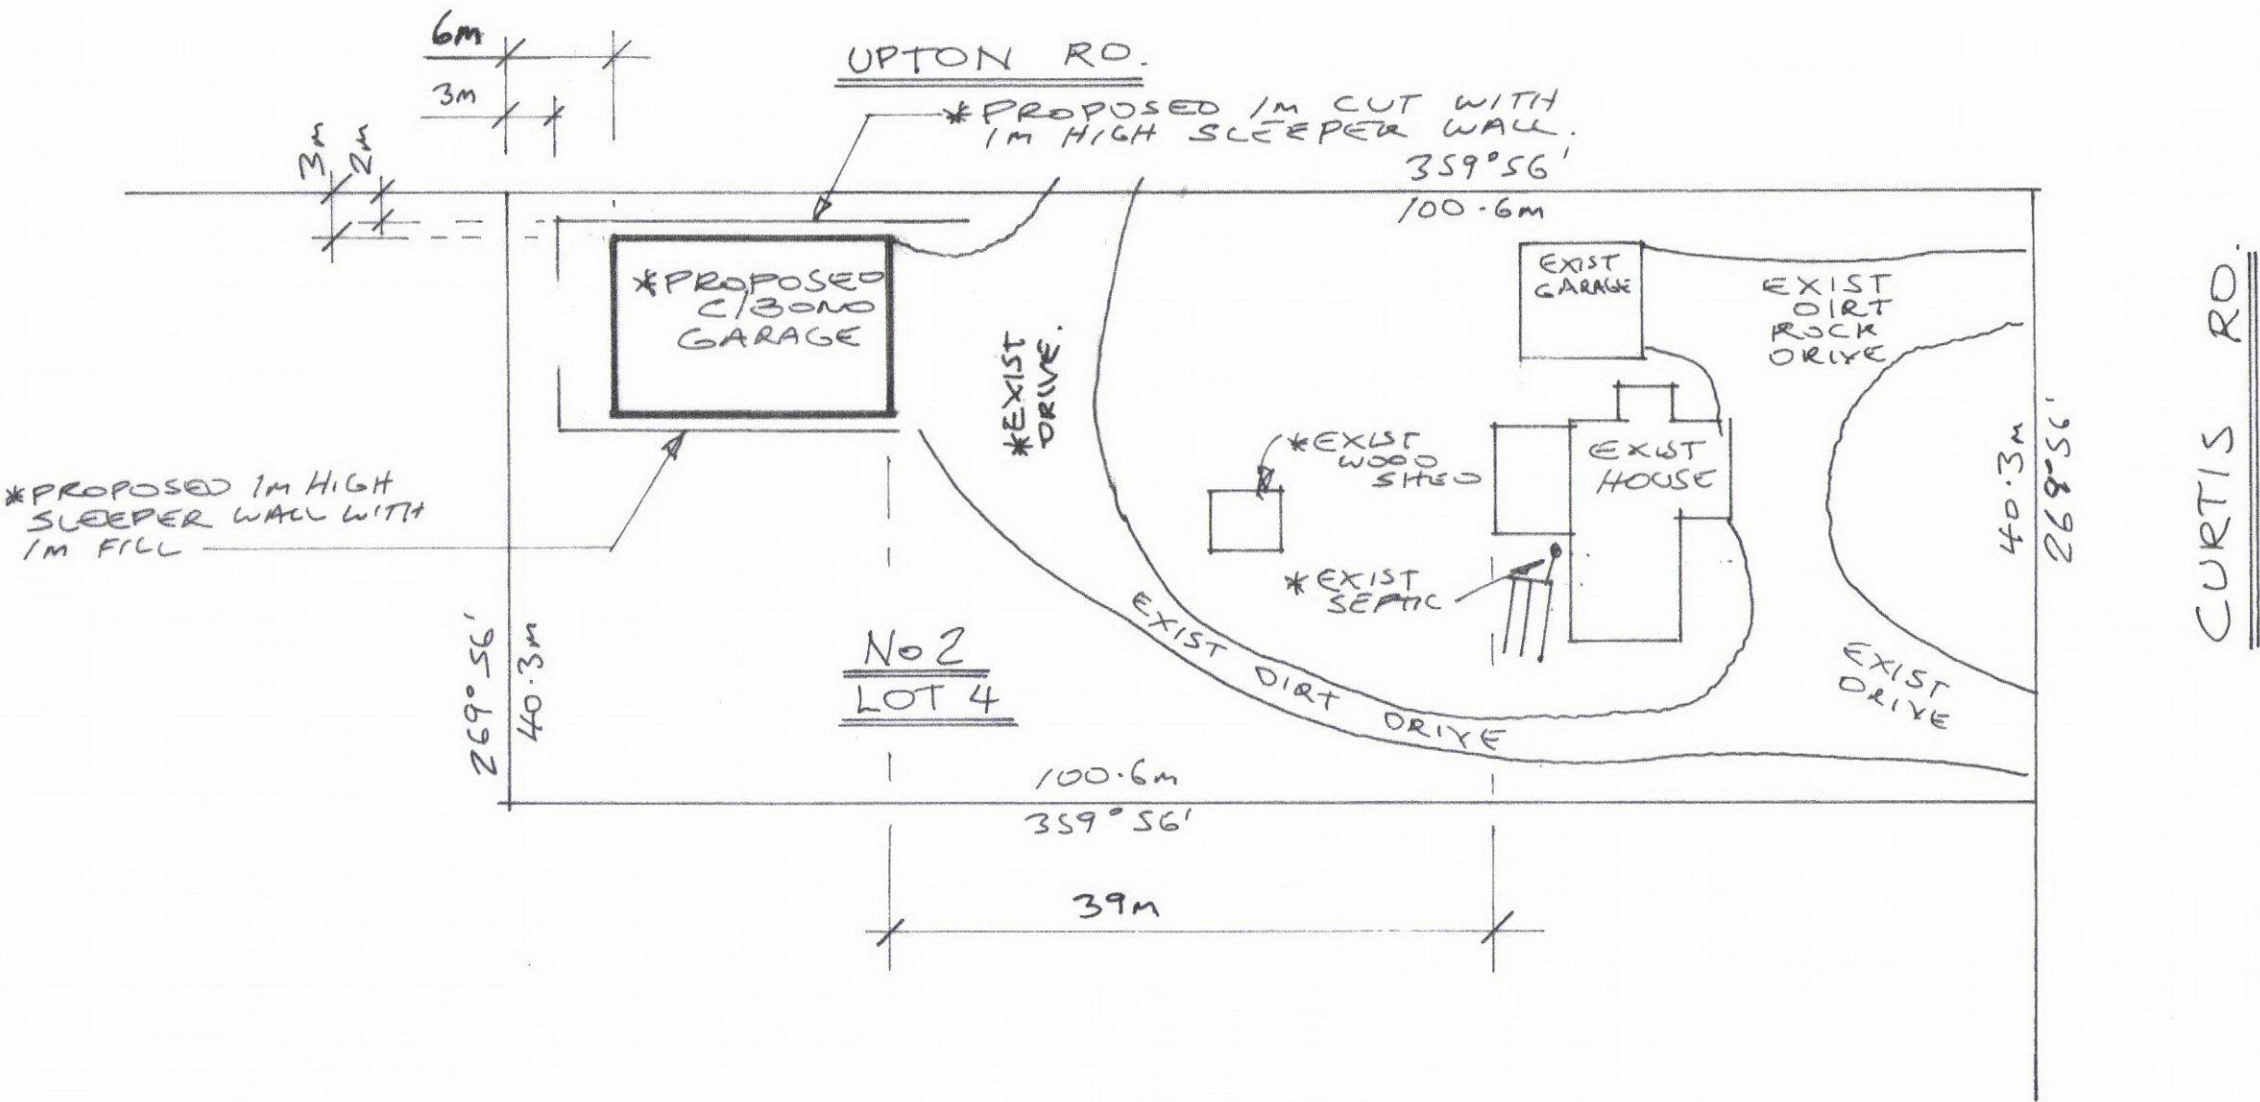 6m
3m
3m
2m
UPTON RD.
*PROPOSED 1M CUT WITH
1M HIGH SLEEPER WALL.
359°56'
100.6m
*PROPOSED
C/BOND
GARAGE
*EXIST
DRIVE.
EXIST
GARAGE
EXIST
DIRT
ROCK
DRIVE
CURTIS RD.
40.3m
269°56'
*EXIST
WOOD
SHED
EXIST
HOUSE
*PROPOSED 1M HIGH
SLEEPER WALL WITH
1M FILL
*EXIST
SEPTIC
EXIST DIRT DRIVE
EXIST
DRIVE
No 2
LOT 4
269°56'
40.3m
100.6m
359°56'
39m